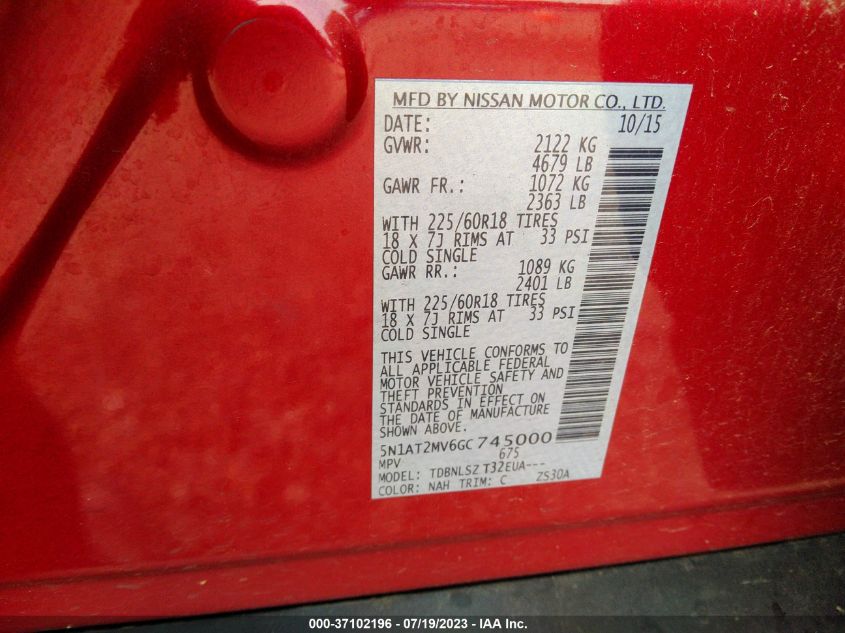 MFD BY NISSAN MOTOR CO., LTD.
DATE: 10/15
GVWR: 2122 KG
4679 LB
GAWR FR.: 1072 KG
2363 LB
WITH 225/60R18 TIRES
18 X 7J RIMS AT 33 PSI
COLD SINGLE
GAWR RR.: 1089 KG
2401 LB
WITH 225/60R18 TIRES
18 X 7J RIMS AT 33 PSI
COLD SINGLE
THIS VEHICLE CONFORMS TO
ALL APPLICABLE FEDERAL
MOTOR VEHICLE SAFETY AND
THEFT PREVENTION
STANDARDS IN EFFECT ON
THE DATE OF MANUFACTURE
SHOWN ABOVE.
5N1AT2MV6GC745000
MPV 675
MODEL: TDBNLSZ T32EUA---
COLOR: NAH TRIM: C ZS30A
000-37102196 - 07/19/2023 - IAA Inc.